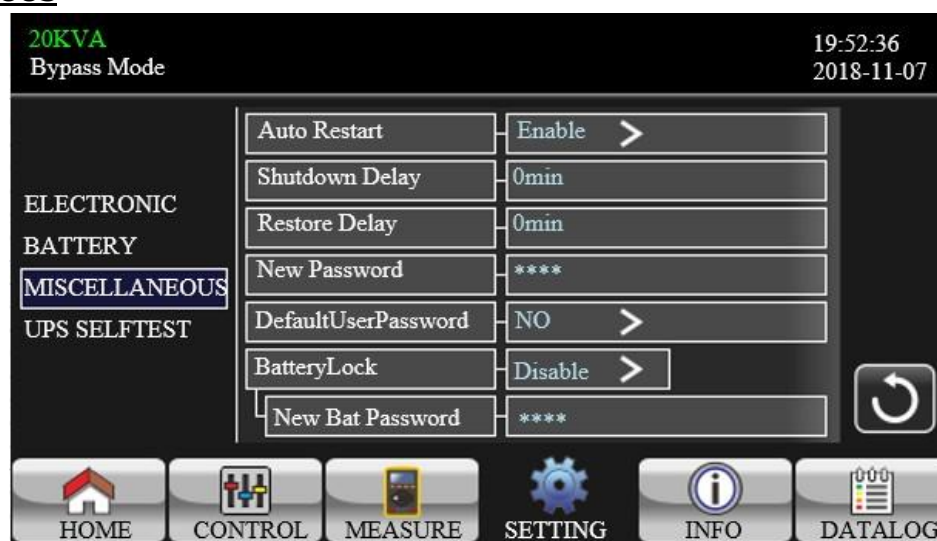 20KVA
Bypass Mode
19:52:36
2018-11-07
ELECTRONIC
BATTERY
MISCELLANEOUS
UPS SELFTEST
Auto Restart Enable >
Shutdown Delay 0min
Restore Delay 0min
New Password ****
DefaultUserPassword NO >
BatteryLock Disable >
New Bat Password ****
HOME CONTROL MEASURE SETTING INFO DATALOG